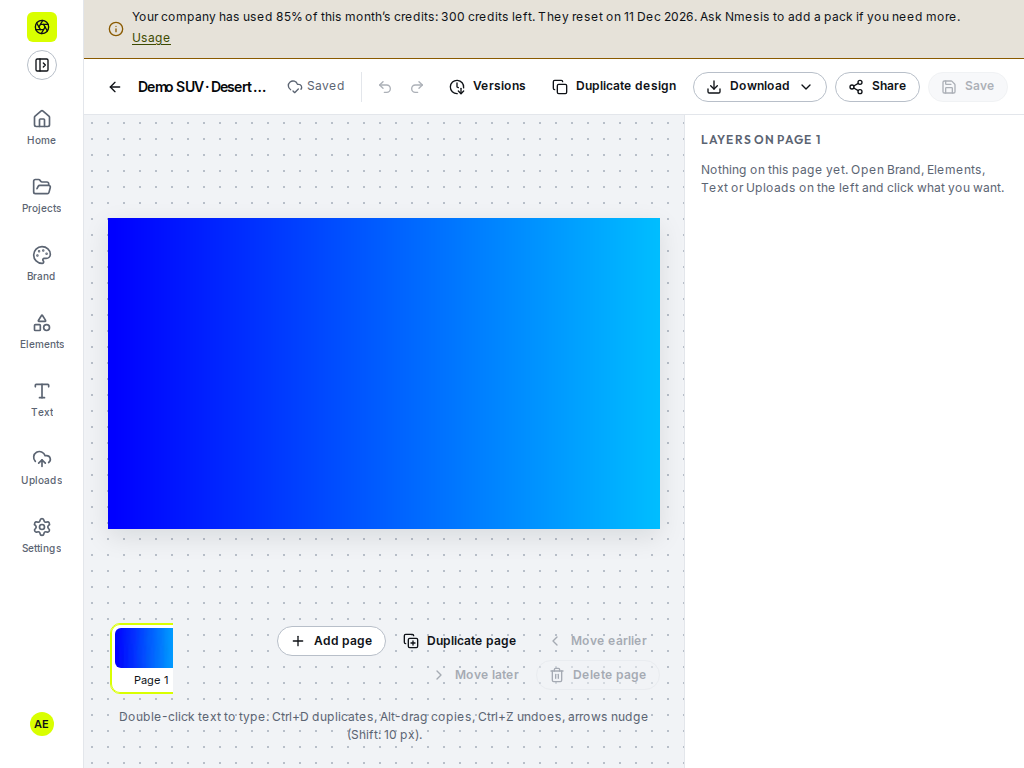 Your company has used 85% of this month’s credits: 300 credits left. They reset on 11 Dec 2026. Ask Nmesis to add a pack if you need more.
Usage
Demo SUV · Desert ...
Saved
Versions
Duplicate design
Download
Share
Save
Home
Projects
Brand
Elements
Text
Uploads
Settings
AE
LAYERS ON PAGE 1
Nothing on this page yet. Open Brand, Elements,
Text or Uploads on the left and click what you want.
Page 1
Add page
Duplicate page
Move earlier
Move later
Delete page
Double-click text to type: Ctrl+D duplicates, Alt-drag copies, Ctrl+Z undoes, arrows nudge
(Shift: 10 px).